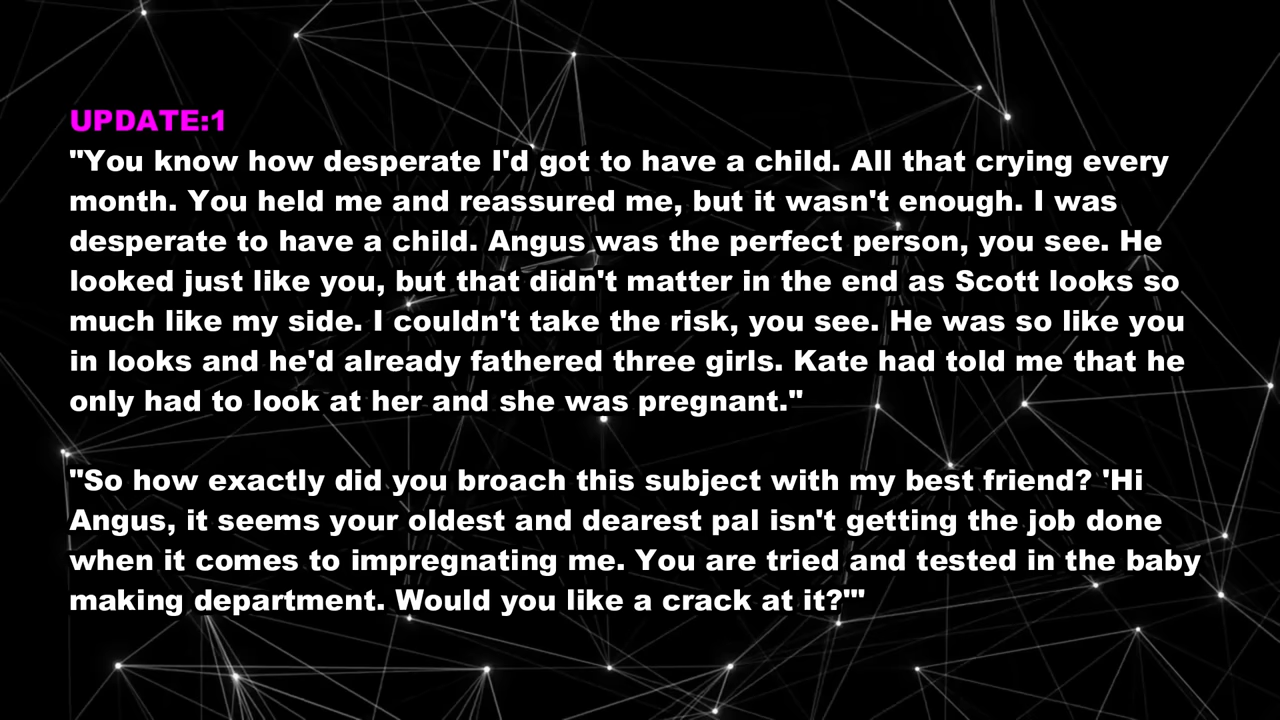 UPDATE:1
"You know how desperate I'd got to have a child. All that crying every
month. You held me and reassured me, but it wasn't enough. I was
desperate to have a child. Angus was the perfect person, you see. He
looked just like you, but that didn't matter in the end as Scott looks so
much like my side. I couldn't take the risk, you see. He was so like you
in looks and he'd already fathered three girls. Kate had told me that he
only had to look at her and she was pregnant."
"So how exactly did you broach this subject with my best friend? 'Hi
Angus, it seems your oldest and dearest pal isn't getting the job done
when it comes to impregnating me. You are tried and tested in the baby
making department. Would you like a crack at it?'"